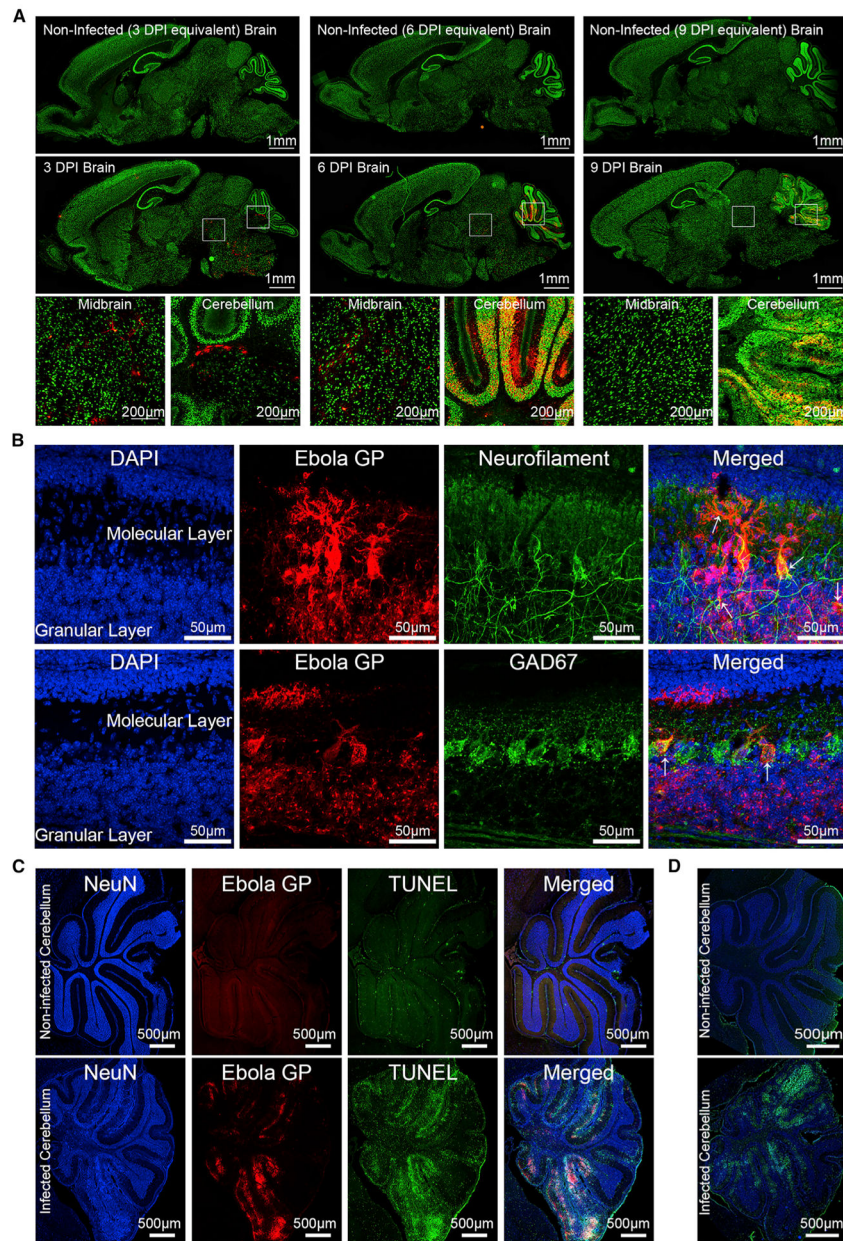 A
Non-Infected (3 DPI equivalent) Brain
1mm
Non-Infected (6 DPI equivalent) Brain
1mm
Non-Infected (9 DPI equivalent) Brain
1mm
3 DPI Brain
1mm
6 DPI Brain
1mm
9 DPI Brain
1mm
Midbrain
200μm
Cerebellum
200μm
Midbrain
200μm
Cerebellum
200μm
Midbrain
200μm
Cerebellum
200μm
B
DAPI
Molecular Layer
Granular Layer
50μm
Ebola GP
50μm
Neurofilament
50μm
Merged
50μm
DAPI
Molecular Layer
Granular Layer
50μm
Ebola GP
50μm
GAD67
50μm
Merged
50μm
C
Non-infected Cerebellum
NeuN
500μm
Ebola GP
500μm
TUNEL
500μm
Merged
500μm
Infected Cerebellum
NeuN
500μm
Ebola GP
500μm
TUNEL
500μm
Merged
500μm
D
Non-infected Cerebellum
500μm
Infected Cerebellum
500μm